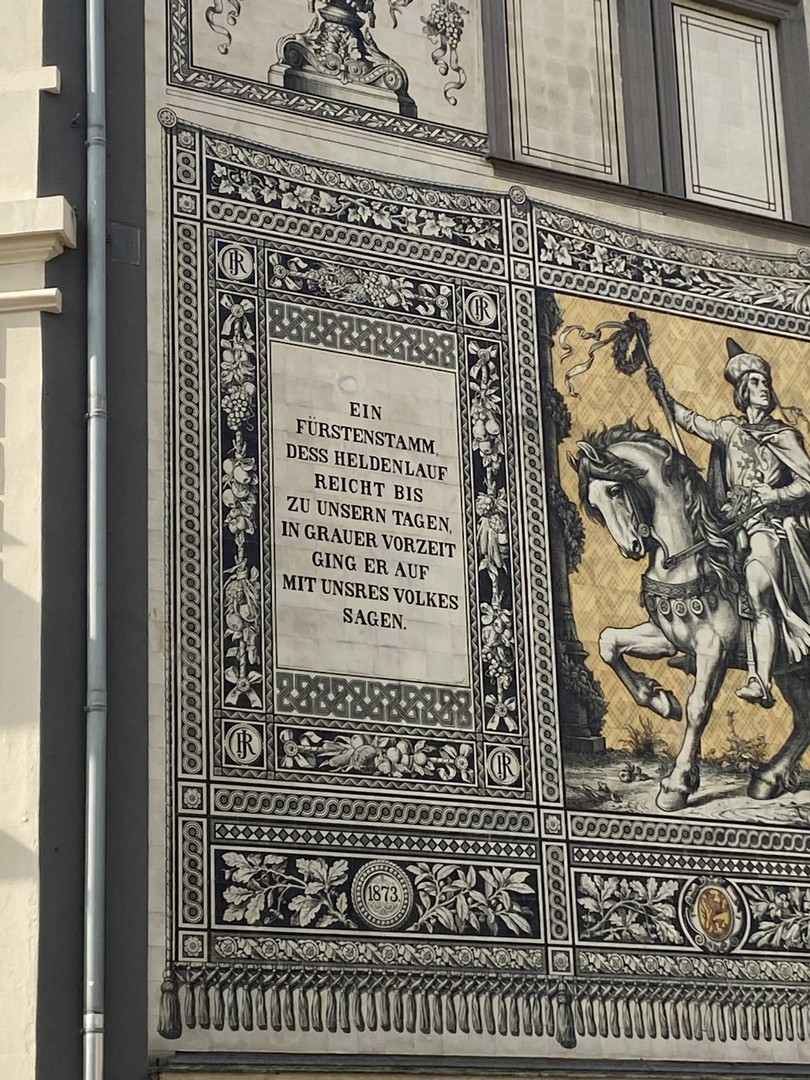 EIN
FÜRSTENSTAMM,
DESS HELDENLAUF
REICHT BIS
ZU UNSERN TAGEN,
IN GRAUER VORZEIT
GING ER AUF
MIT UNSRES VOLKES
SAGEN.
1873.